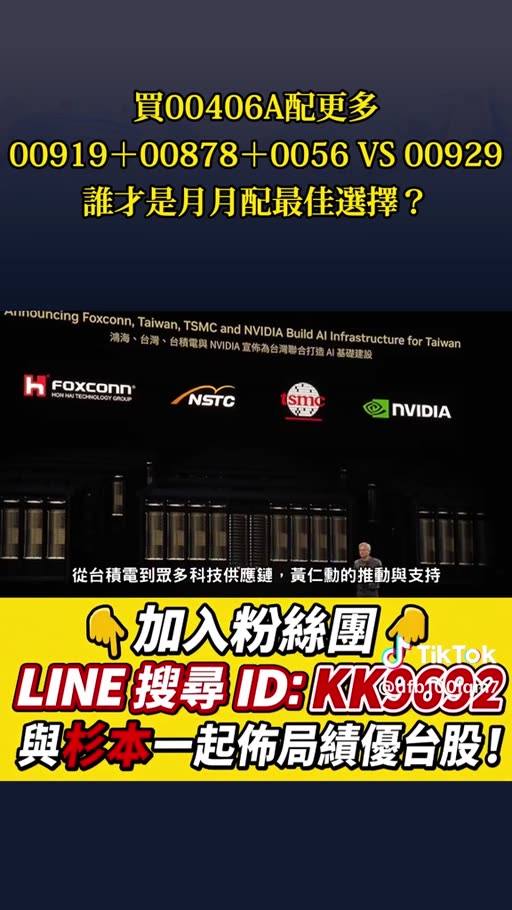 買00406A配更多
00919＋00878＋0056 VS 00929
誰才是月月配最佳選擇？
Announcing Foxconn, Taiwan, TSMC and NVIDIA Build AI Infrastructure for Taiwan
鴻海、台灣、台積電與 NVIDIA 宣佈為台灣聯合打造 AI 基礎建設
FOXCONN
HON HAI TECHNOLOGY GROUP
NSTC
tsmc
NVIDIA
從台積電到眾多科技供應鏈，黃仁勳的推動與支持
👇加入粉絲團👇
TikTok
LINE 搜尋 ID: KK9692
與杉本一起佈局績優台股！